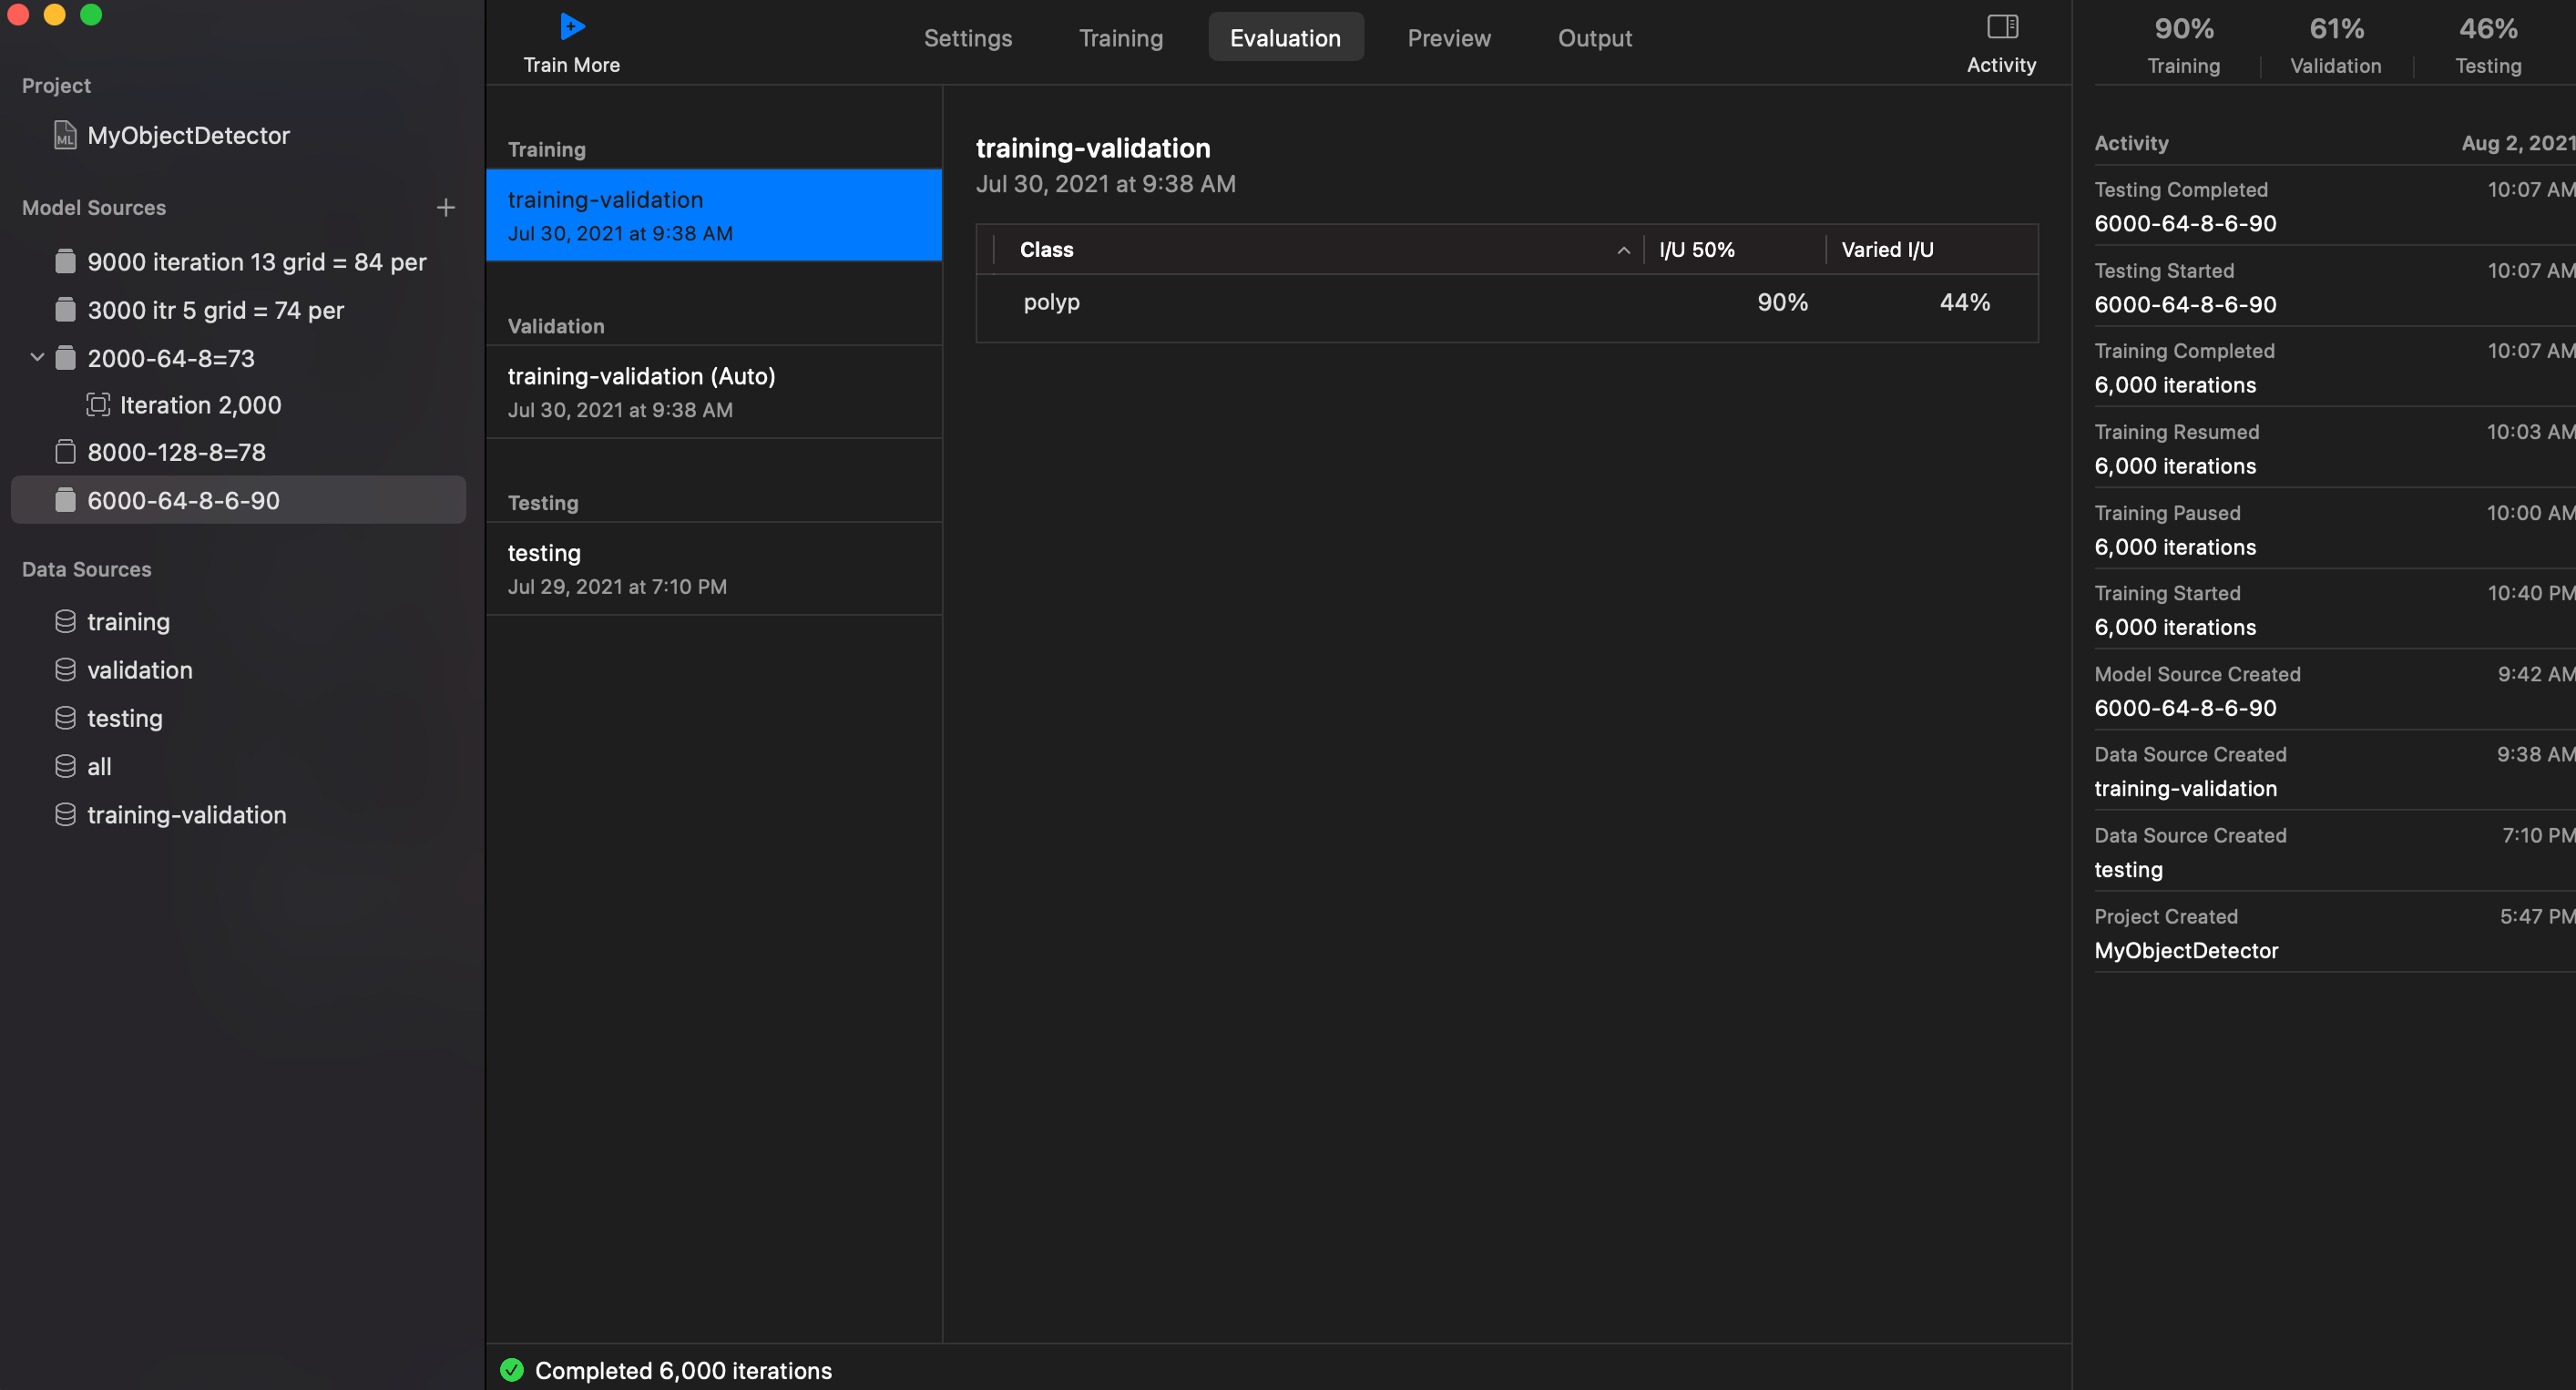 Project
MyObjectDetector
Model Sources
9000 iteration 13 grid = 84 per
3000 itr 5 grid = 74 per
2000-64-8=73
Iteration 2,000
8000-128-8=78
6000-64-8-6-90
Data Sources
training
validation
testing
all
training-validation
Train More
Settings Training Evaluation Preview Output
Activity
Training
training-validation
Jul 30, 2021 at 9:38 AM
Validation
training-validation (Auto)
Jul 30, 2021 at 9:38 AM
Testing
testing
Jul 29, 2021 at 7:10 PM
training-validation
Jul 30, 2021 at 9:38 AM
Class I/U 50% Varied I/U
polyp 90% 44%
Completed 6,000 iterations
90% 61% 46%
Training Validation Testing
Activity Aug 2, 2021
Testing Completed 10:07 AM
6000-64-8-6-90
Testing Started 10:07 AM
6000-64-8-6-90
Training Completed 10:07 AM
6,000 iterations
Training Resumed 10:03 AM
6,000 iterations
Training Paused 10:00 AM
6,000 iterations
Training Started 10:40 PM
6,000 iterations
Model Source Created 9:42 AM
6000-64-8-6-90
Data Source Created 9:38 AM
training-validation
Data Source Created 7:10 PM
testing
Project Created 5:47 PM
MyObjectDetector